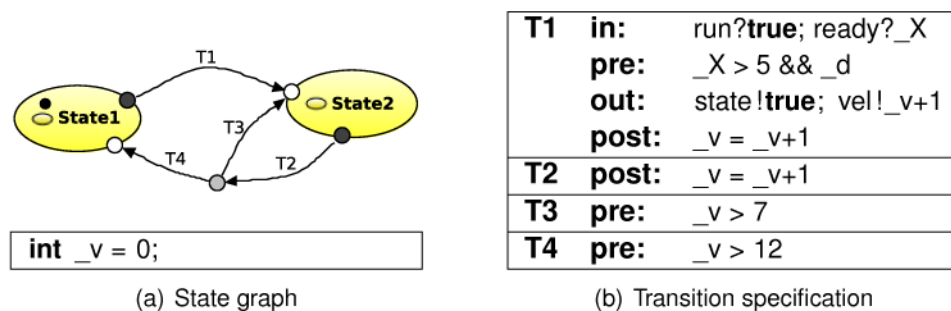 T1
State1
State2
T3
T4
T2
int _v = 0;
(a) State graph
T1 in: run?true; ready?_X
pre: _X > 5 && _d
out: state!true; vel!_v+1
post: _v = _v+1
T2 post: _v = _v+1
T3 pre: _v > 7
T4 pre: _v > 12
(b) Transition specification